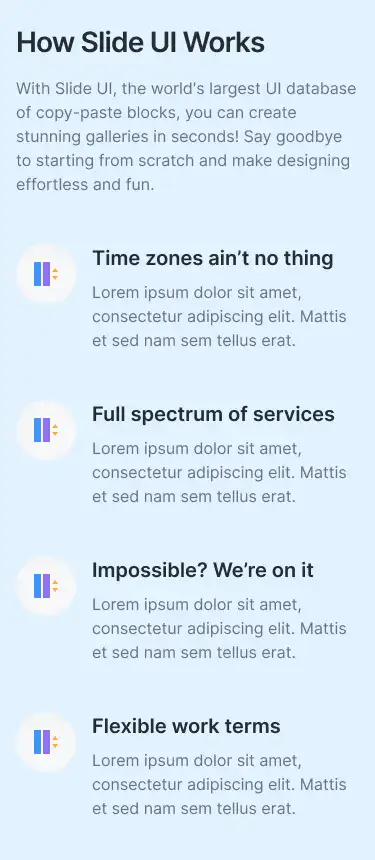 How Slide UI Works
With Slide UI, the world's largest UI database
of copy-paste blocks, you can create
stunning galleries in seconds! Say goodbye
to starting from scratch and make designing
effortless and fun.
Time zones ain’t no thing
Lorem ipsum dolor sit amet,
consectetur adipiscing elit. Mattis
et sed nam sem tellus erat.
Full spectrum of services
Lorem ipsum dolor sit amet,
consectetur adipiscing elit. Mattis
et sed nam sem tellus erat.
Impossible? We’re on it
Lorem ipsum dolor sit amet,
consectetur adipiscing elit. Mattis
et sed nam sem tellus erat.
Flexible work terms
Lorem ipsum dolor sit amet,
consectetur adipiscing elit. Mattis
et sed nam sem tellus erat.